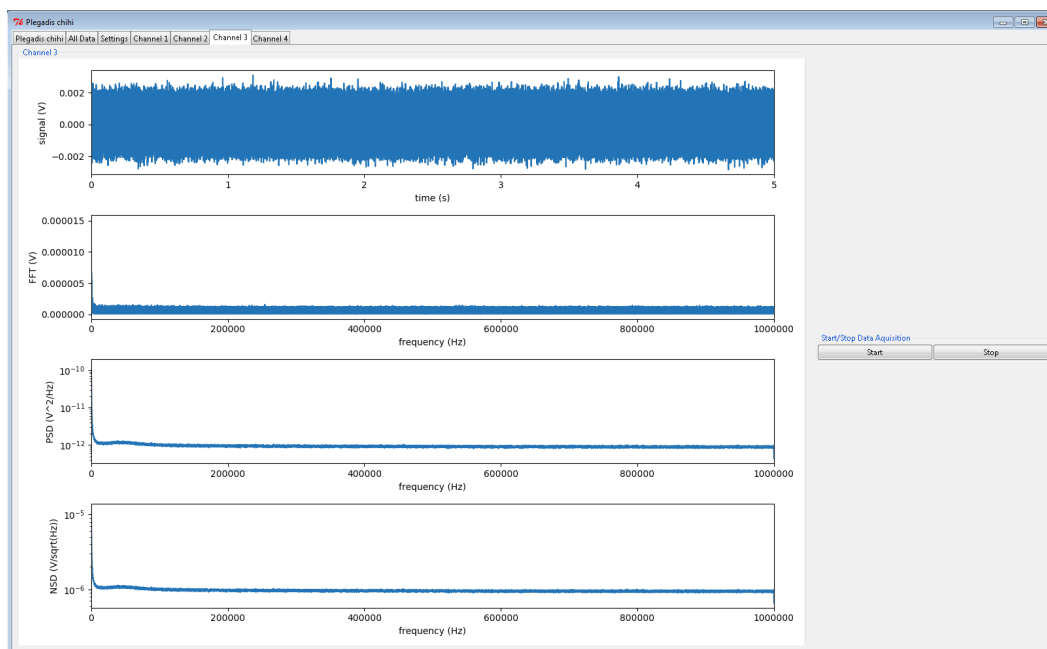 Plegadis chihi
Plegadis chihi All Data Settings Channel 1 Channel 2 Channel 3 Channel 4
Channel 3
0.002
0.000
−0.002
signal (V)
0 1 2 3 4 5
time (s)
0.000015
0.000010
0.000005
0.000000
FFT (V)
0 200000 400000 600000 800000 1000000
frequency (Hz)
10^-10
10^-11
10^-12
PSD (V^2/Hz)
0 200000 400000 600000 800000 1000000
frequency (Hz)
10^-5
10^-6
NSD (V/sqrt(Hz))
0 200000 400000 600000 800000 1000000
frequency (Hz)
Start/Stop Data Aquisition
Start Stop